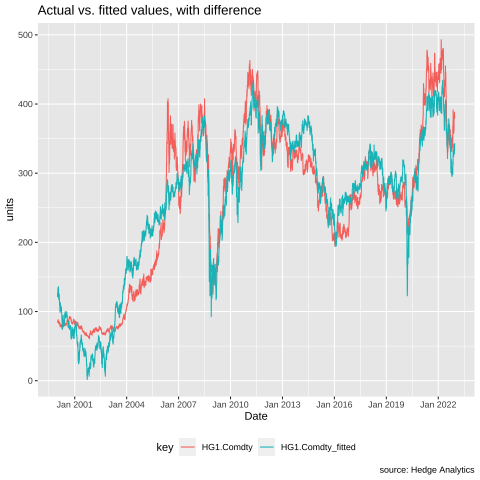 Actual vs. fitted values, with difference
500
400
300
200
100
0
units
Jan 2001 Jan 2004 Jan 2007 Jan 2010 Jan 2013 Jan 2016 Jan 2019 Jan 2022
Date
key HG1.Comdty HG1.Comdty_fitted
source: Hedge Analytics